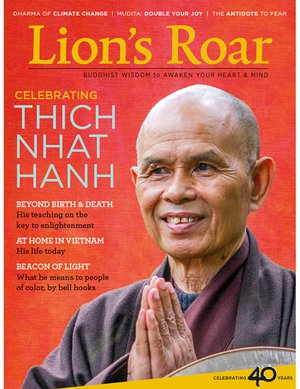 DHARMA OF CLIMATE CHANGE | MUDITA: DOUBLE YOUR JOY | THE ANTIDOTE TO FEAR
Lion's Roar
BUDDHIST WISDOM to AWAKEN YOUR HEART & MIND
CELEBRATING
THICH
NHAT
HANH
BEYOND BIRTH & DEATH
His teaching on the
key to enlightenment
AT HOME IN VIETNAM
His life today
BEACON OF LIGHT
What he means to people
of color, by bell hooks
CELEBRATING 40 YEARS